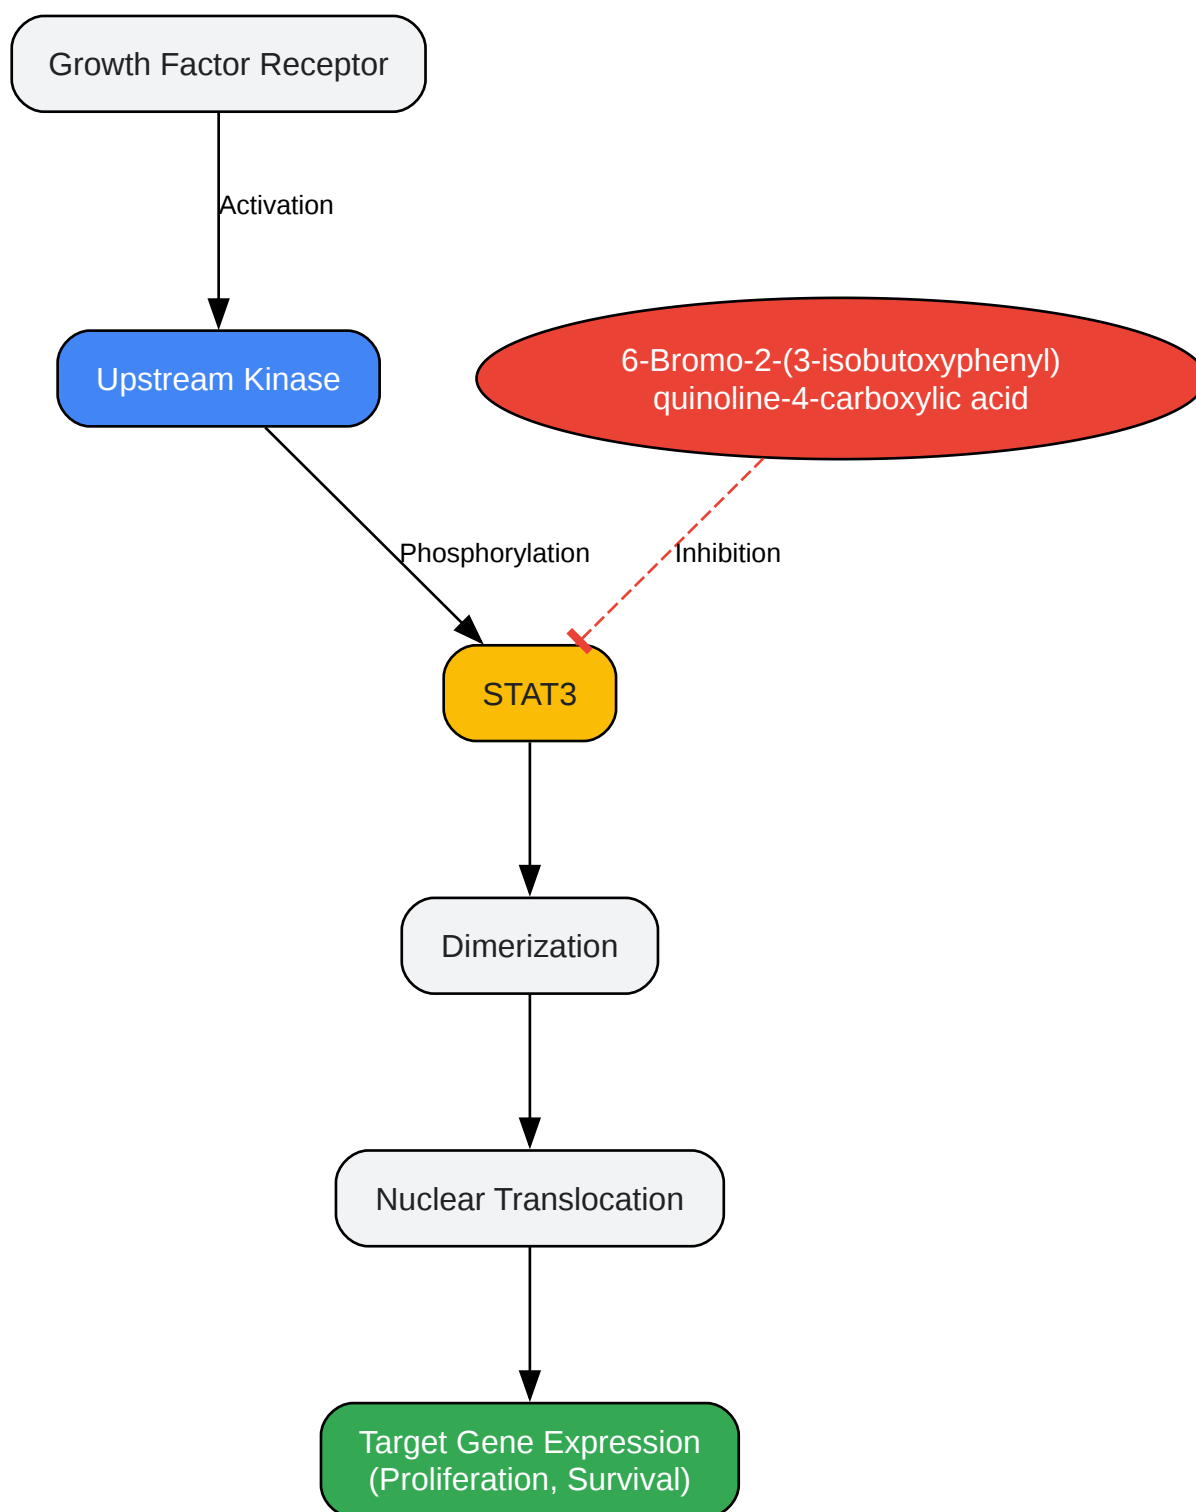 Growth Factor Receptor
Activation
Upstream Kinase
6-Bromo-2-(3-isobutoxyphenyl)
quinoline-4-carboxylic acid
Phosphorylation
Inhibition
STAT3
Dimerization
Nuclear Translocation
Target Gene Expression
(Proliferation, Survival)